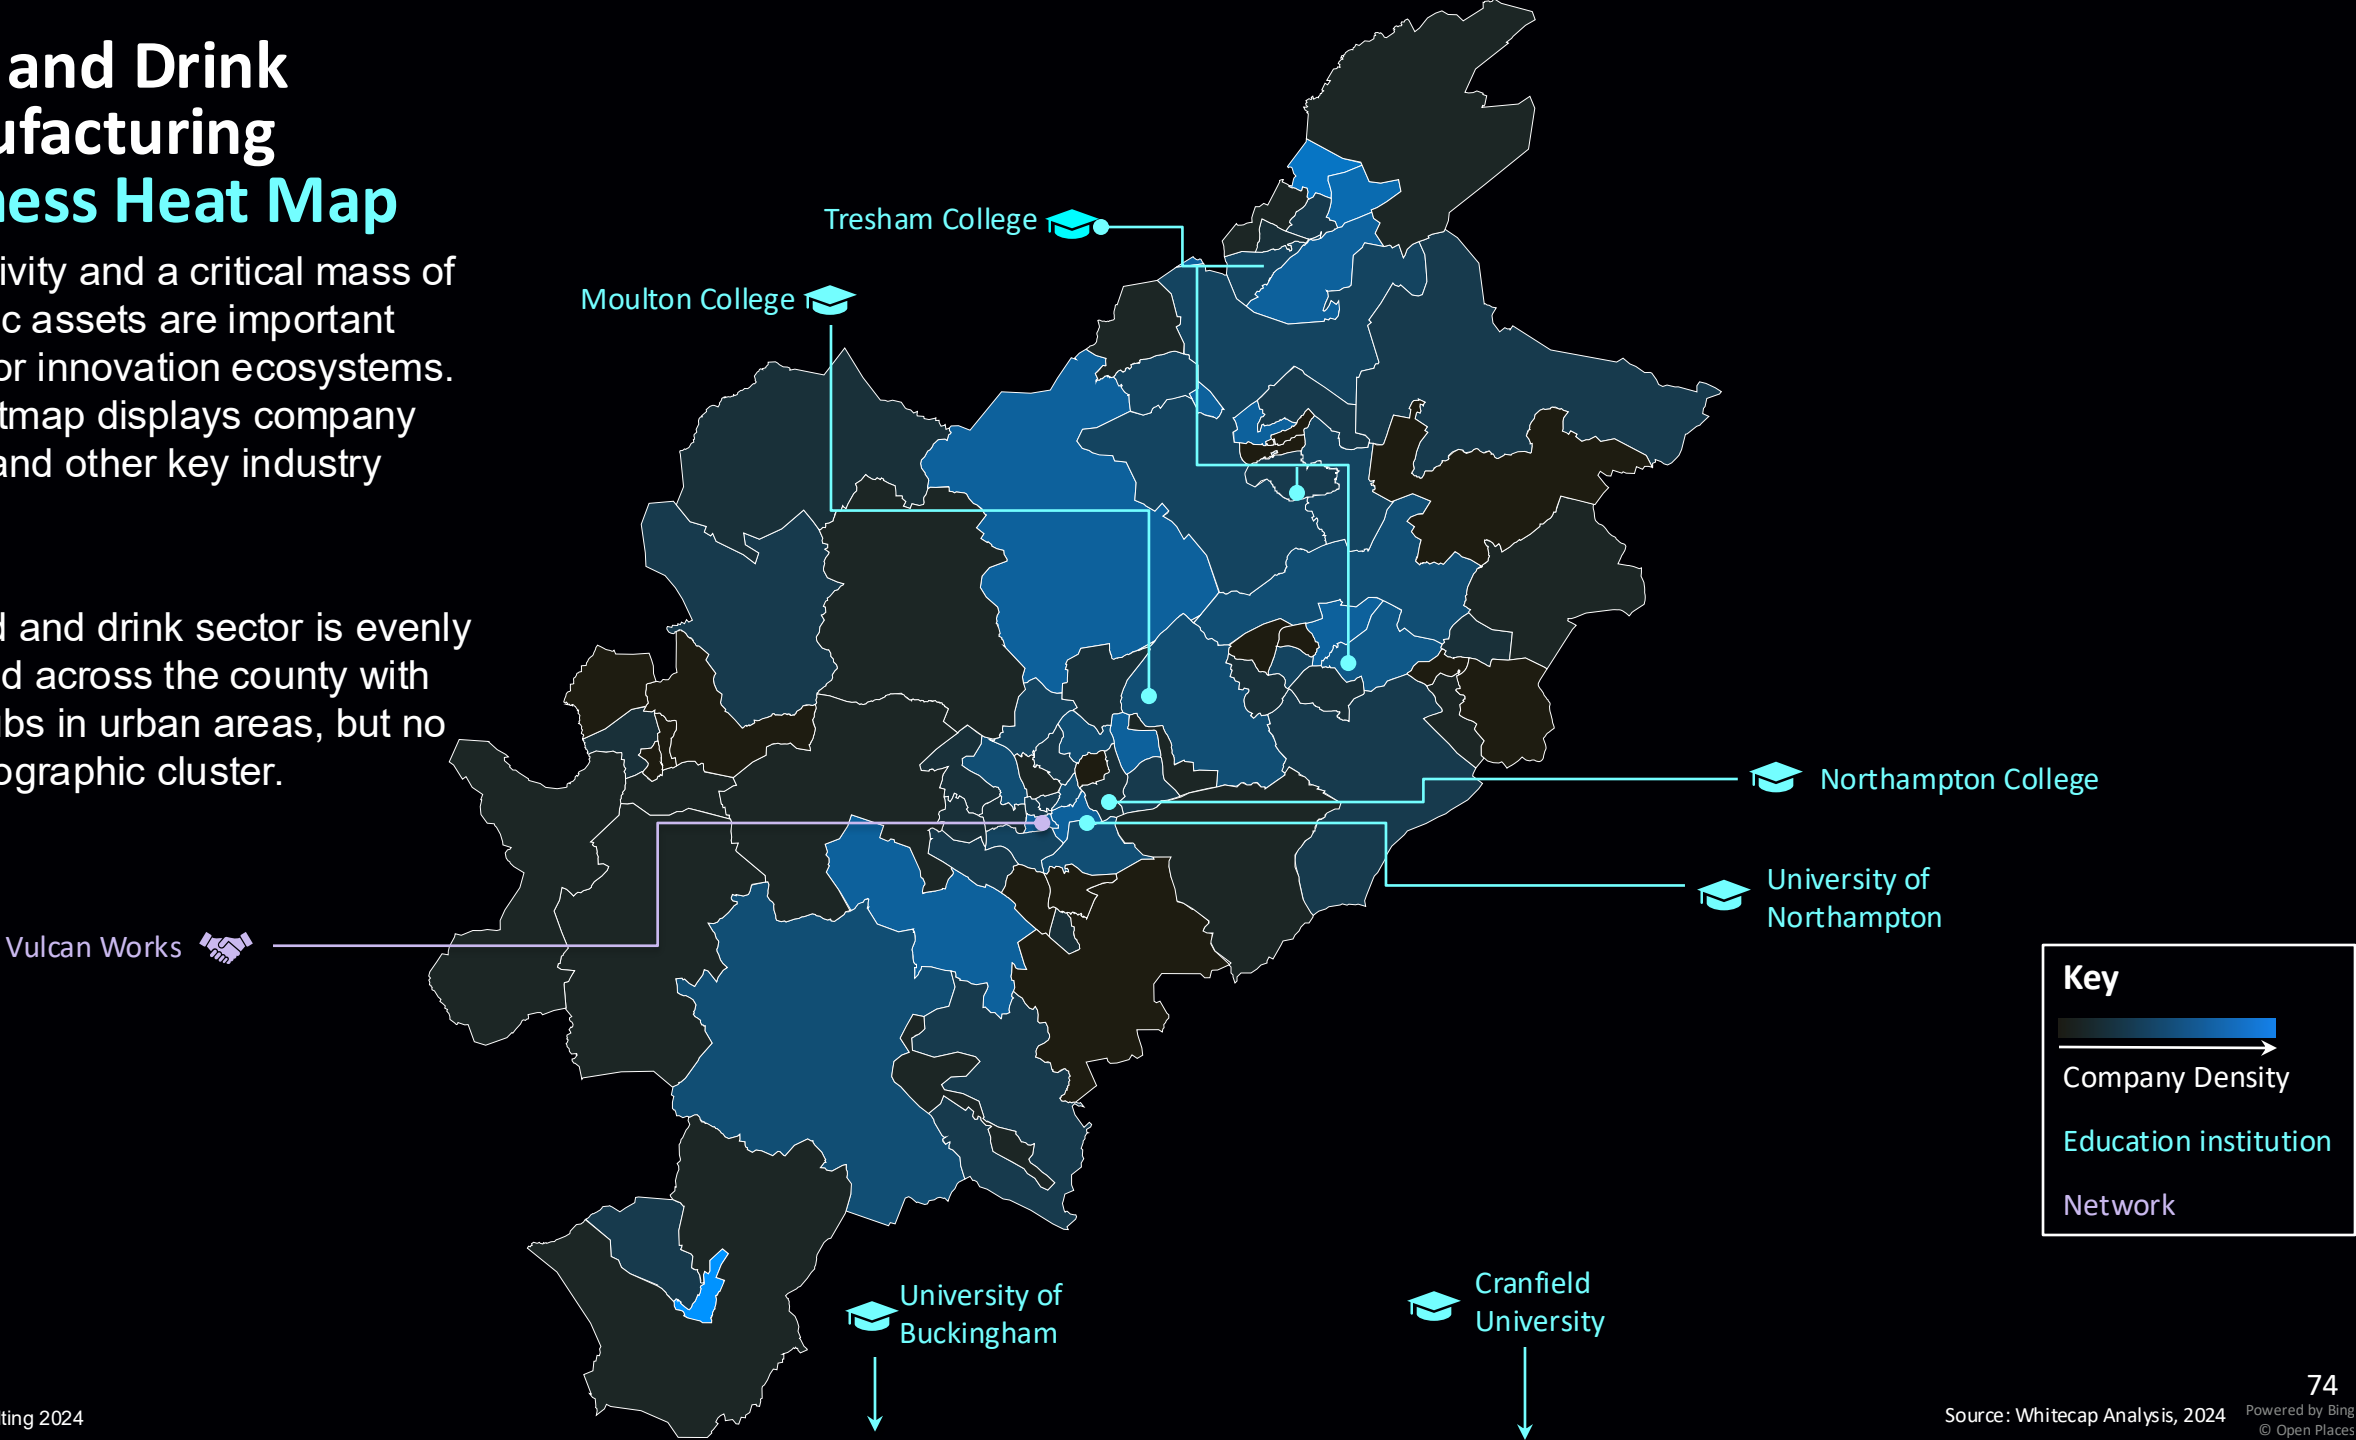 and Drink
ufacturing
ness Heat Map
ivity and a critical mass of
c assets are important
or innovation ecosystems.
tmap displays company
and other key industry
d and drink sector is evenly
d across the county with
ubs in urban areas, but no
ographic cluster.
Tresham College
Moulton College
Northampton College
University of
Northampton
Vulcan Works
University of
Buckingham
Cranfield
University
Key
Company Density
Education institution
Network
lting 2024
74
Source: Whitecap Analysis, 2024
Powered by Bing
© Open Places